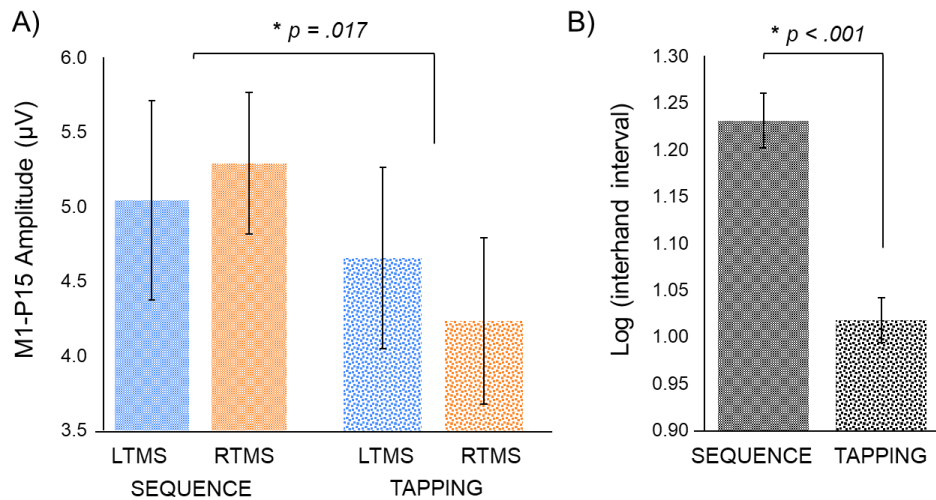 A)
* p = .017
M1-P15 Amplitude (µV)
6.0
5.5
5.0
4.5
4.0
3.5
LTMS RTMS LTMS RTMS
SEQUENCE TAPPING
B)
* p < .001
Log (interhand interval)
1.30
1.25
1.20
1.15
1.10
1.05
1.00
0.95
0.90
SEQUENCE TAPPING